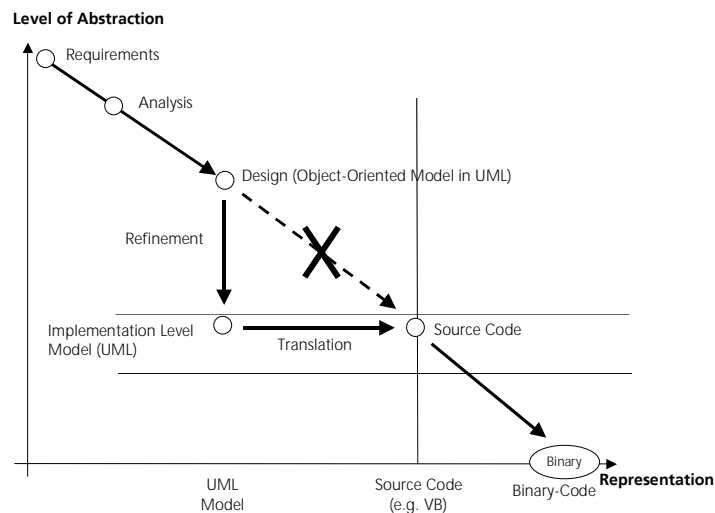 Level of Abstraction
Requirements
Analysis
Design (Object-Oriented Model in UML)
Refinement
Implementation Level
Model (UML)
Translation
Source Code
Binary
Representation
UML
Model
Source Code
(e.g. VB)
Binary-Code